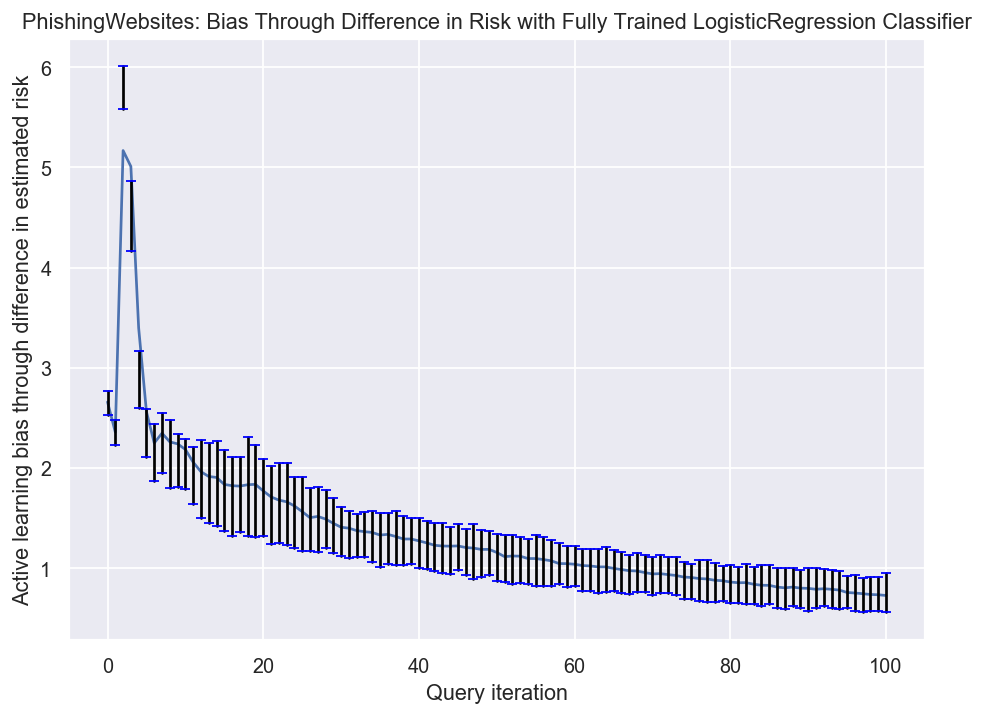 PhishingWebsites: Bias Through Difference in Risk with Fully Trained LogisticRegression Classifier
Active learning bias through difference in estimated risk
6
5
4
3
2
1
0 20 40 60 80 100
Query iteration